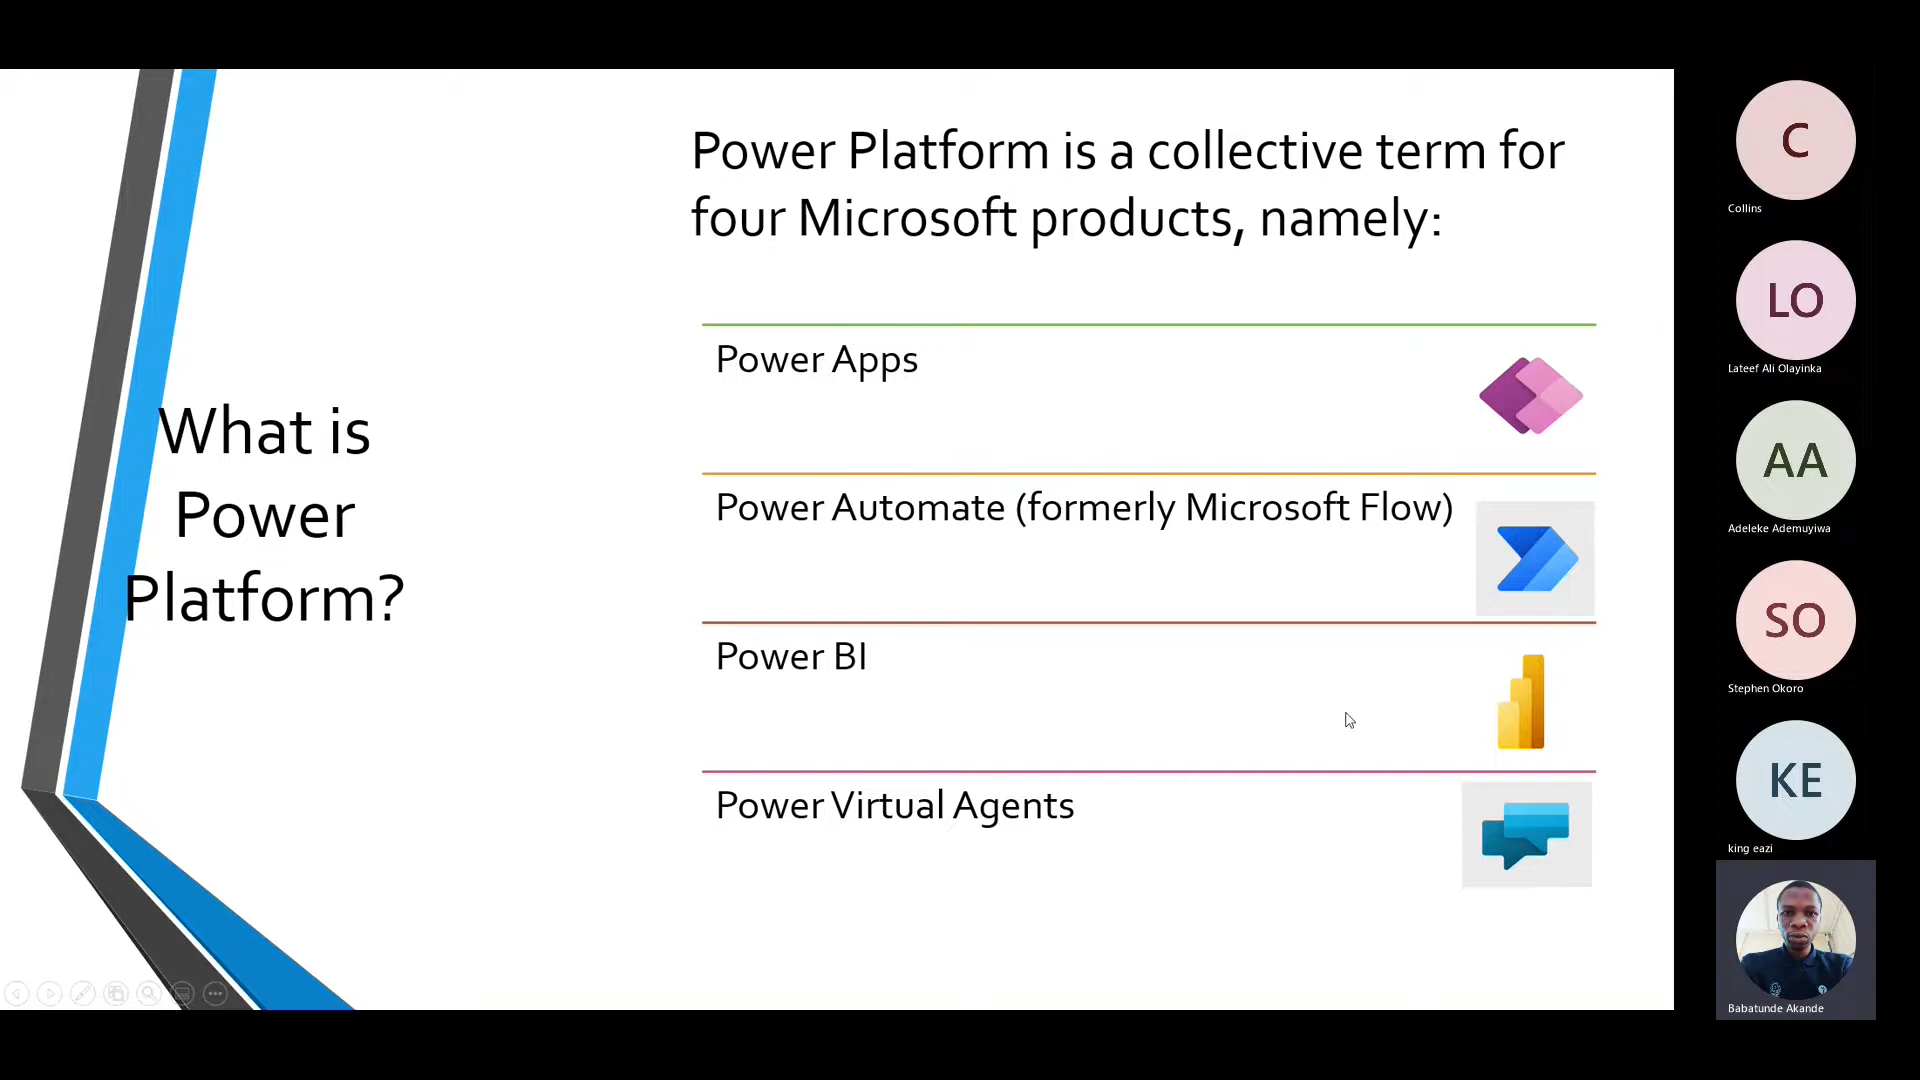 What is
Power
Platform?
Power Platform is a collective term for
four Microsoft products, namely:
Power Apps
Power Automate (formerly Microsoft Flow)
Power BI
Power Virtual Agents
C
Collins
LO
Lateef Ali Olayinka
AA
Adeleke Ademuyiwa
SO
Stephen Okoro
KE
king eazi
Babatunde Akande